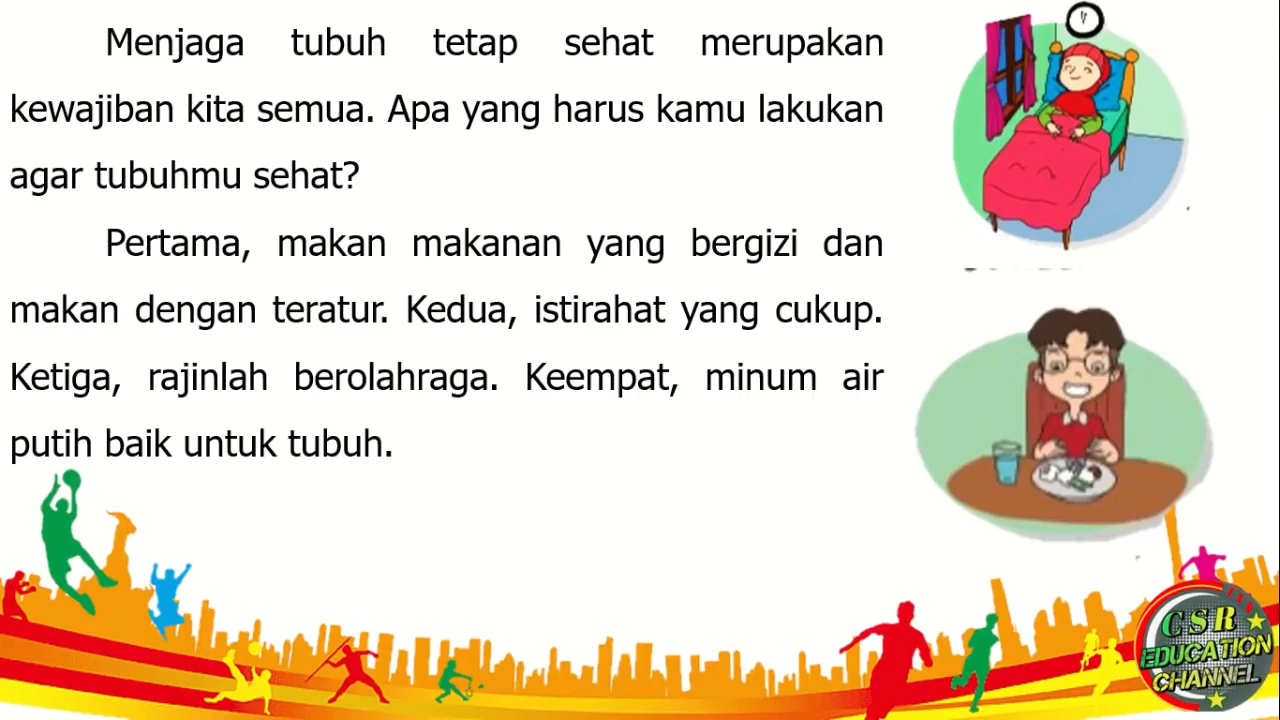 Menjaga tubuh tetap sehat merupakan
kewajiban kita semua. Apa yang harus kamu lakukan
agar tubuhmu sehat?
Pertama, makan makanan yang bergizi dan
makan dengan teratur. Kedua, istirahat yang cukup.
Ketiga, rajinlah berolahraga. Keempat, minum air
putih baik untuk tubuh.
CSR
EDUCATION
CHANNEL